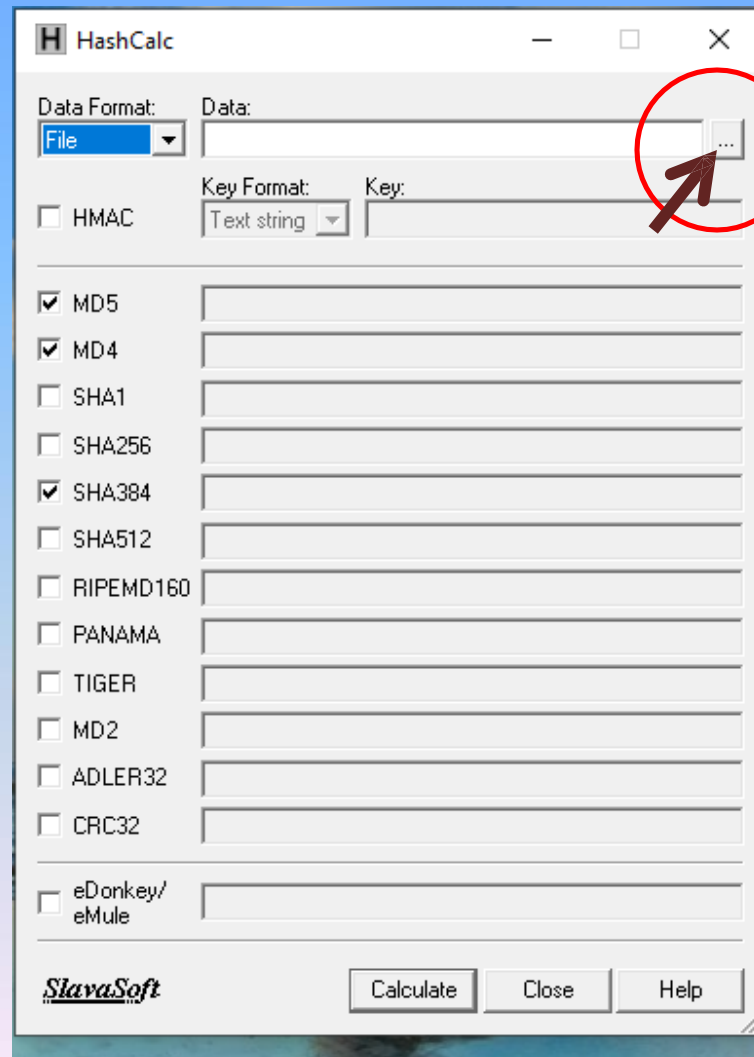 H HashCalc
Data Format: Data:
File ...
Key Format: Key:
HMAC Text string
MD5
MD4
SHA1
SHA256
SHA384
SHA512
RIPEMD160
PANAMA
TIGER
MD2
ADLER32
CRC32
eDonkey/
eMule
SlavaSoft Calculate Close Help